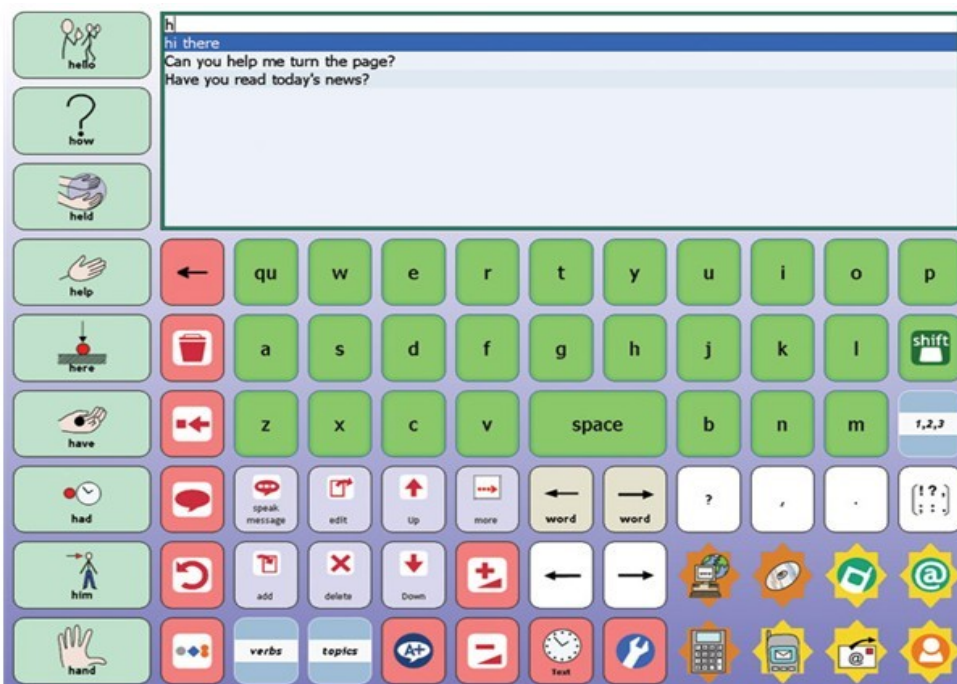 h
hi there
Can you help me turn the page?
Have you read today's news?
hello
how
held
help
qu w e r t y u i o p
here
a s d f g h j k l shift
have
z x c v space b n m 1,2,3
had
speak message edit Up more word word ? , . ( ! ? , ; : . )
him
add delete Down @
hand
verbs topics A+ Text @